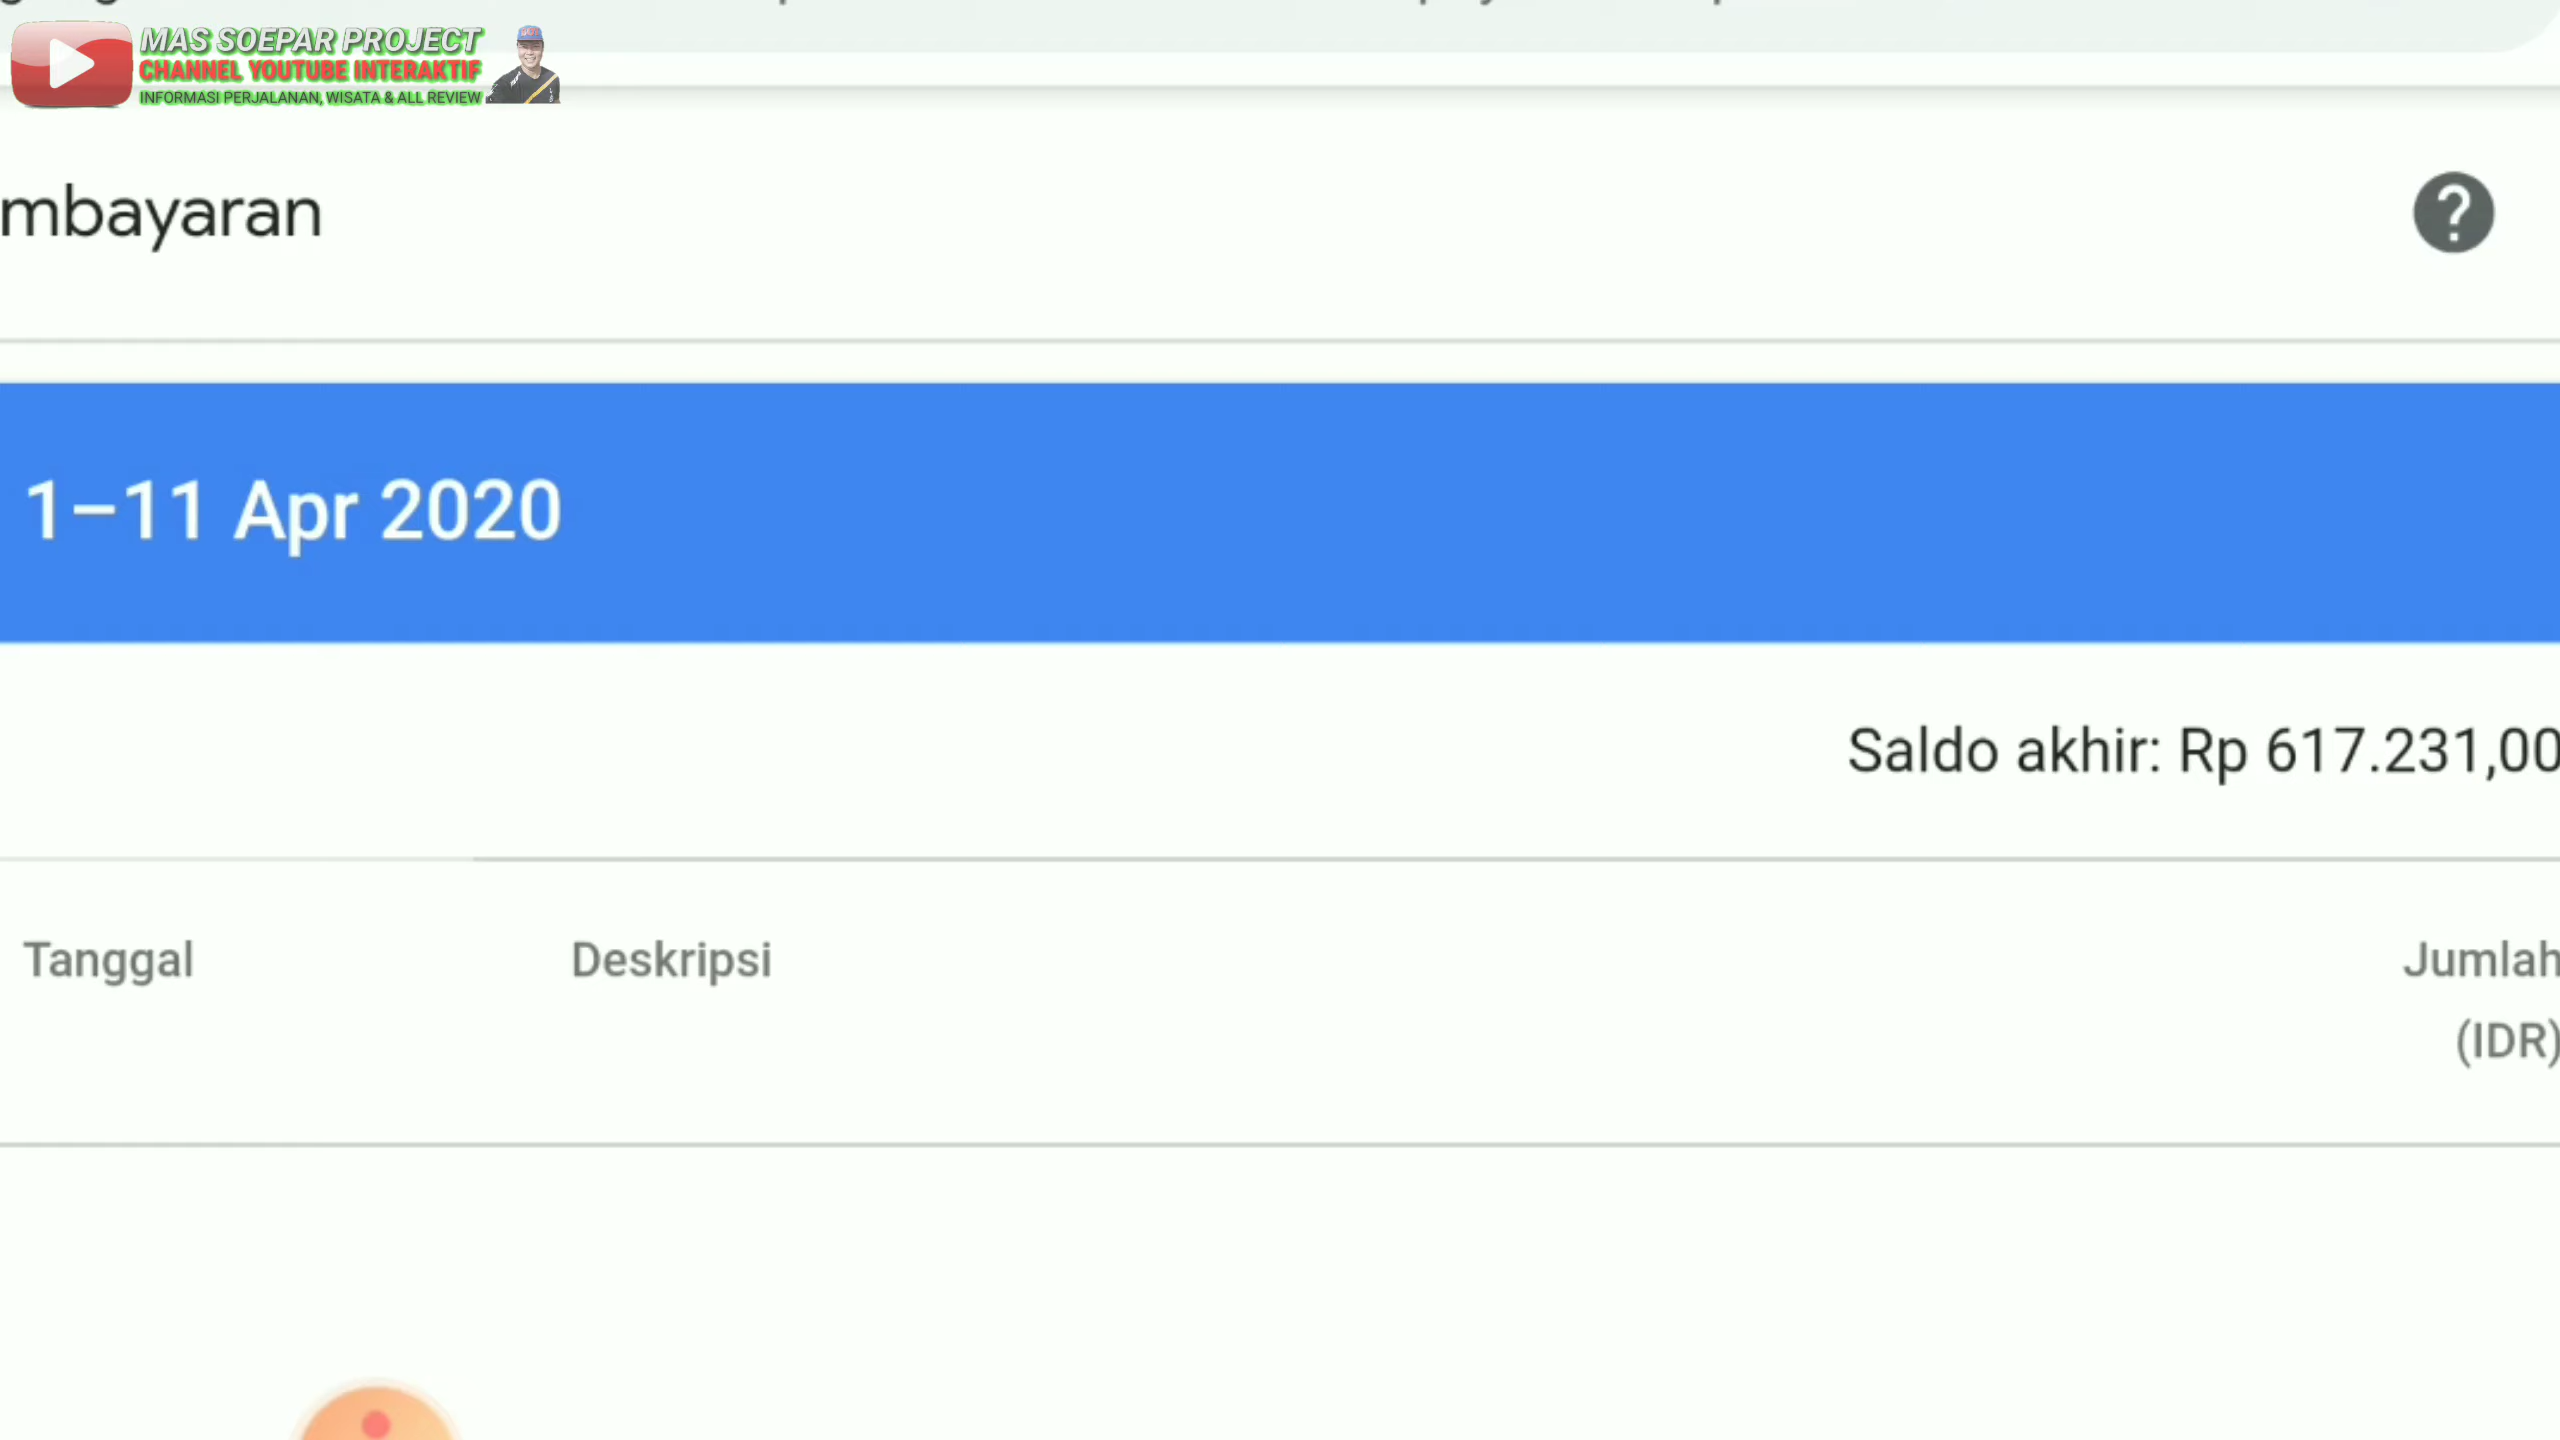 MAS SOEPAR PROJECT
CHANNEL YOUTUBE INTERAKTIF
INFORMASI PERJALANAN, WISATA & ALL REVIEW
mbayaran
1–11 Apr 2020
Saldo akhir: Rp 617.231,00
Tanggal Deskripsi Jumlah
(IDR)